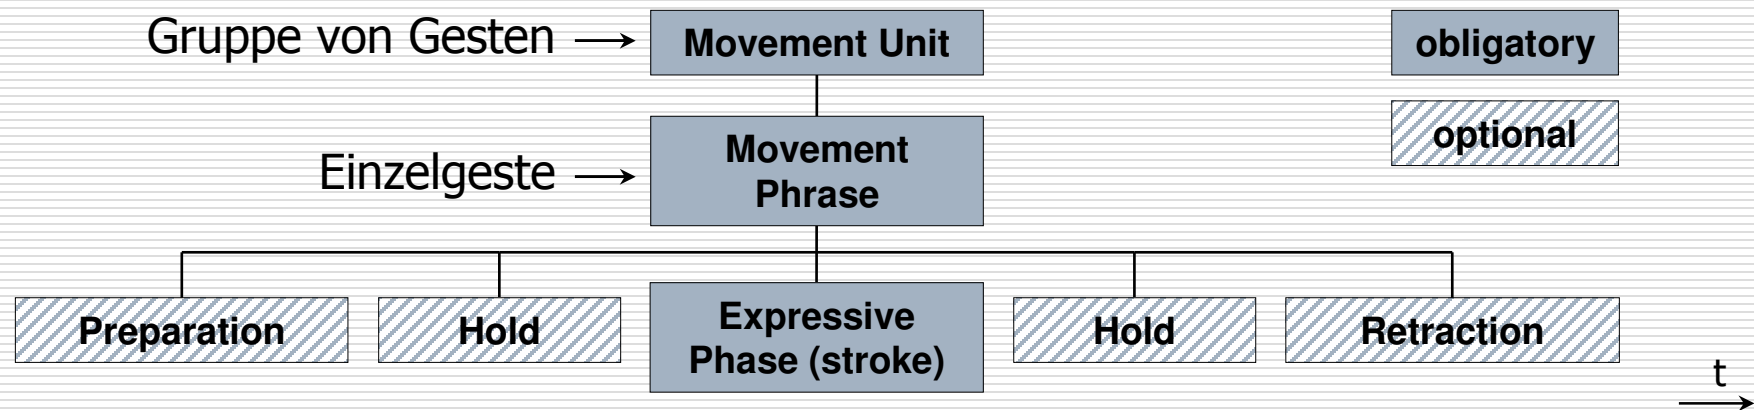 Gruppe von Gesten
Movement Unit
obligatory
optional
Einzelgeste
Movement
Phrase
Preparation
Hold
Expressive
Phase (stroke)
Hold
Retraction
t